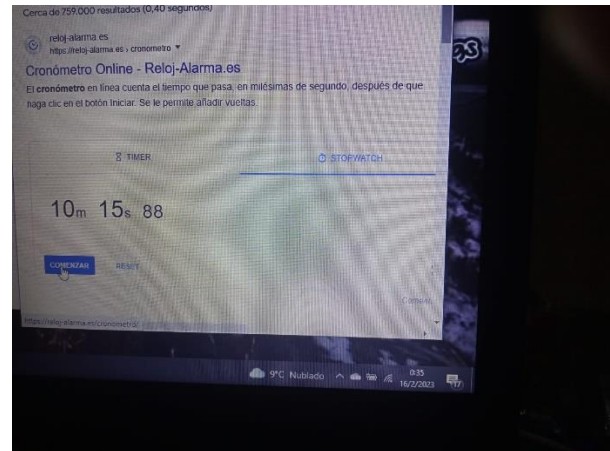 Cerca de 759.000 resultados (0,40 segundos)
reloj-alarma.es
https://reloj-alarma.es › cronometro
Cronómetro Online - Reloj-Alarma.es
El cronómetro en línea cuenta el tiempo que pasa, en milésimas de segundo, después de que
haga clic en el botón Iniciar. Se le permite añadir vueltas.
TIMER
STOPWATCH
10m 15s 88
COMENZAR
RESET
https://reloj-alarma.es/cronometro/
9°C Nublado
0:35
16/2/2023
17